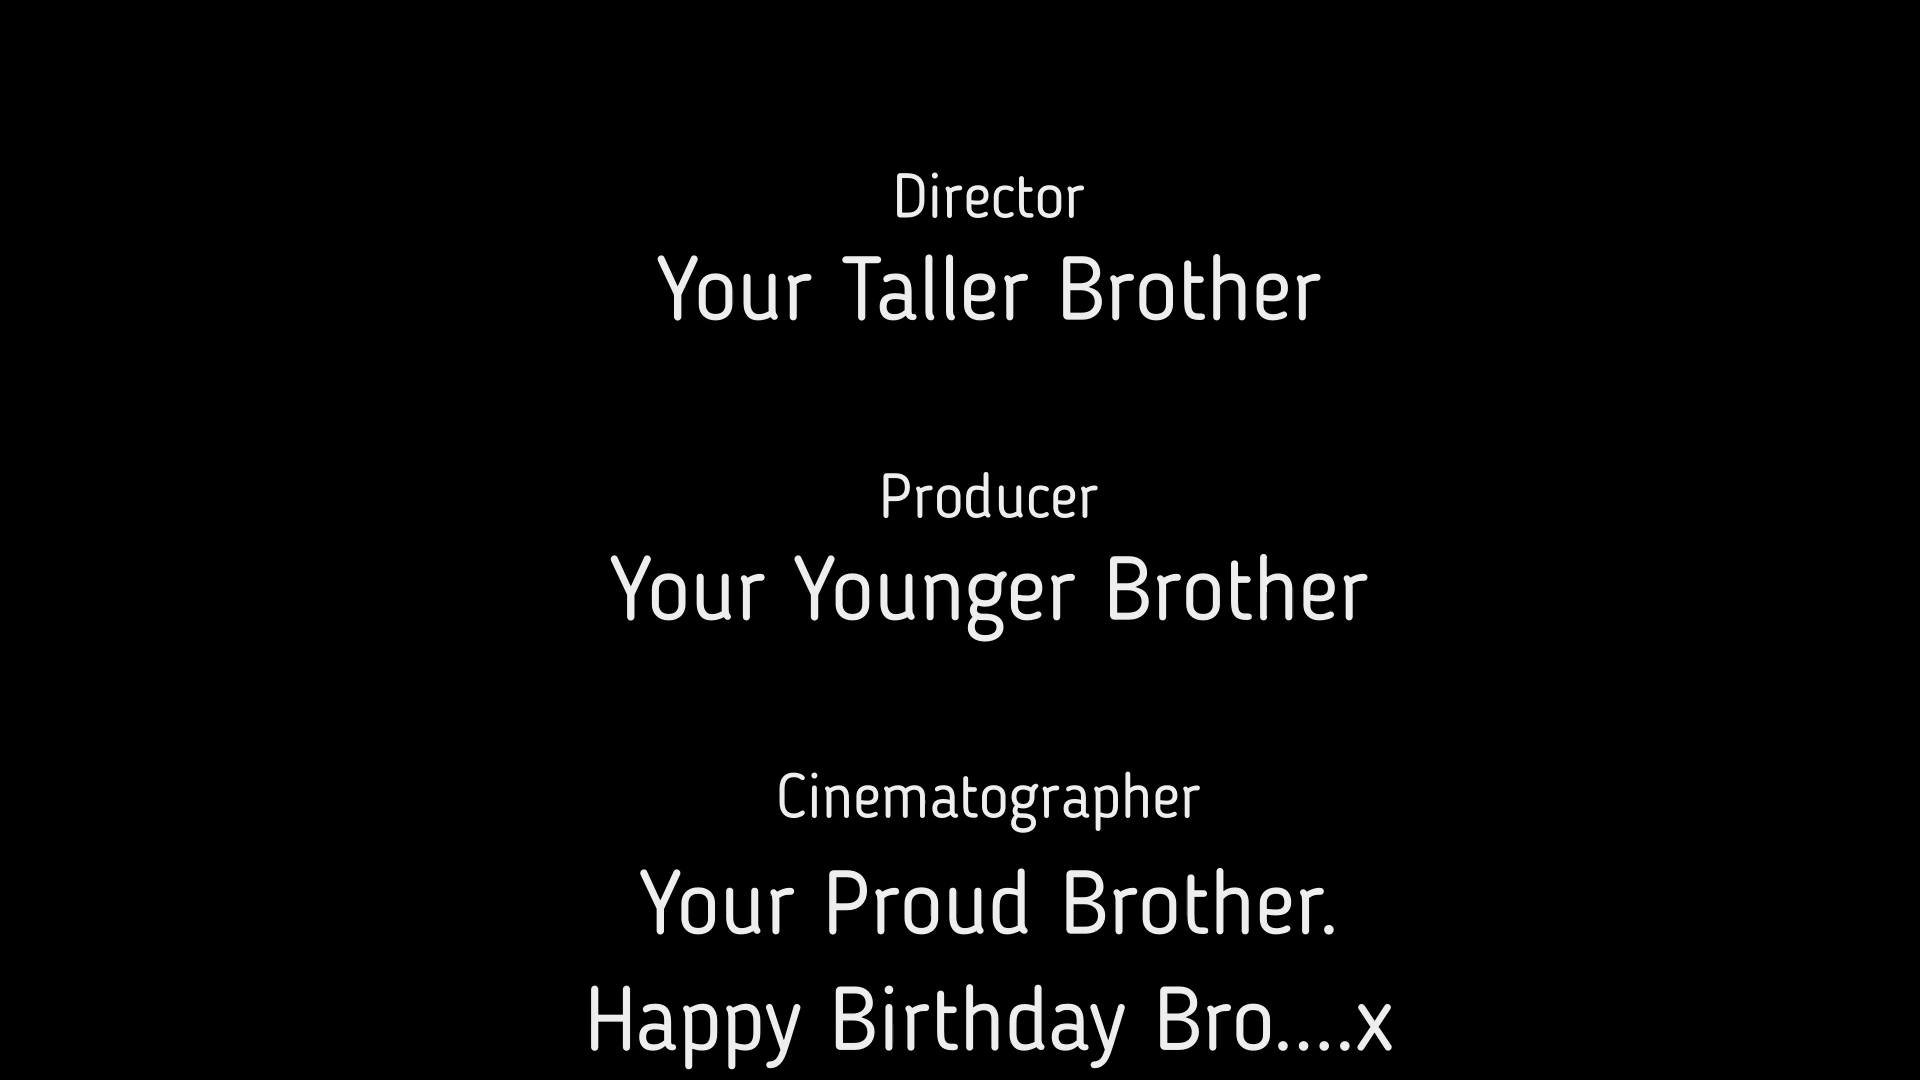 Director
Your Taller Brother
Producer
Your Younger Brother
Cinematographer
Your Proud Brother.
Happy Birthday Bro....x